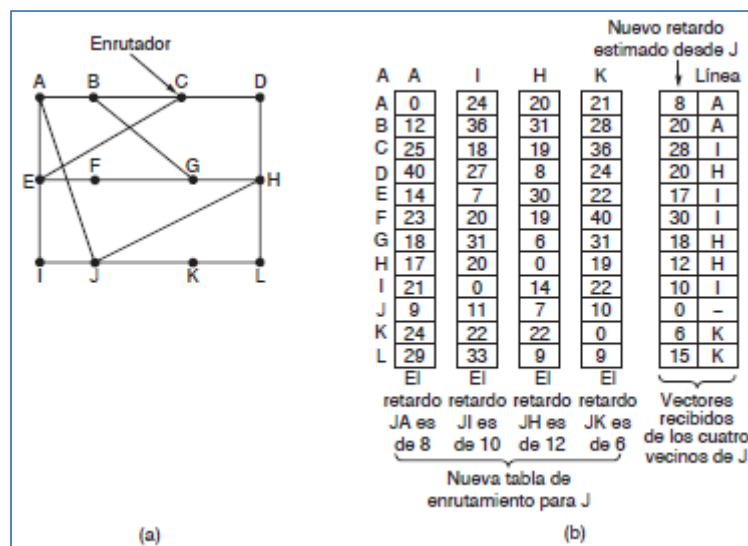 Enrutador
A B C D
E F G H
I J K L
(a)
Nuevo retardo
estimado desde J
A A I H K Línea
A 0 24 20 21 8 A
B 12 36 31 28 20 A
C 25 18 19 36 28 I
D 40 27 8 24 20 H
E 14 7 30 22 17 I
F 23 20 19 40 30 I
G 18 31 6 31 18 H
H 17 20 0 19 12 H
I 21 0 14 22 10 I
J 9 11 7 10 0 –
K 24 22 22 0 6 K
L 29 33 9 9 15 K
El El El El
retardo retardo retardo retardo
JA es JI es JH es JK es
de 8 de 10 de 12 de 6
Vectores
recibidos
de los cuatro
vecinos de J
Nueva tabla de
enrutamiento para J
(b)